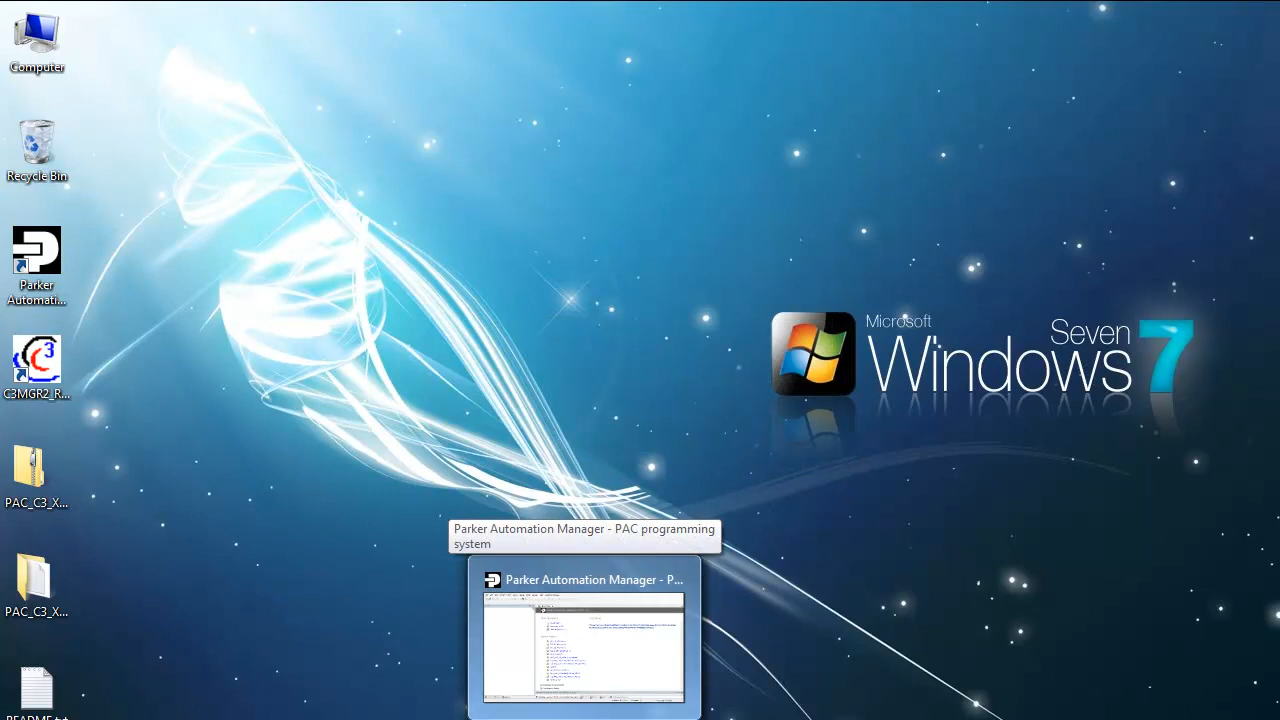 Computer
Recycle Bin
Parker
Automati...
C3MGR2_R...
PAC_C3_X...
PAC_C3_X...
README.txt
Microsoft
Windows
Seven
7
Parker Automation Manager - PAC programming
system
Parker Automation Manager - P...